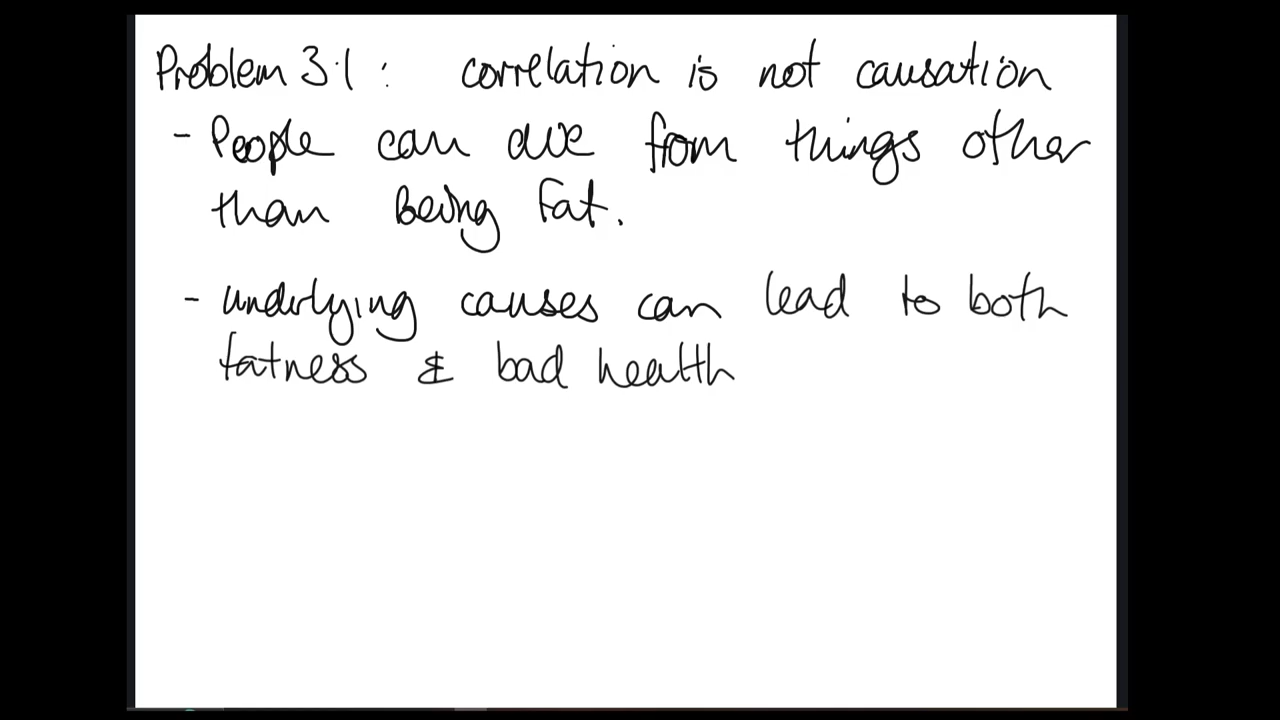 Problem 3.1: correlation is not causation
- People can die from things other
than Being Fat.
- underlying causes can lead to both
fatness & bad health